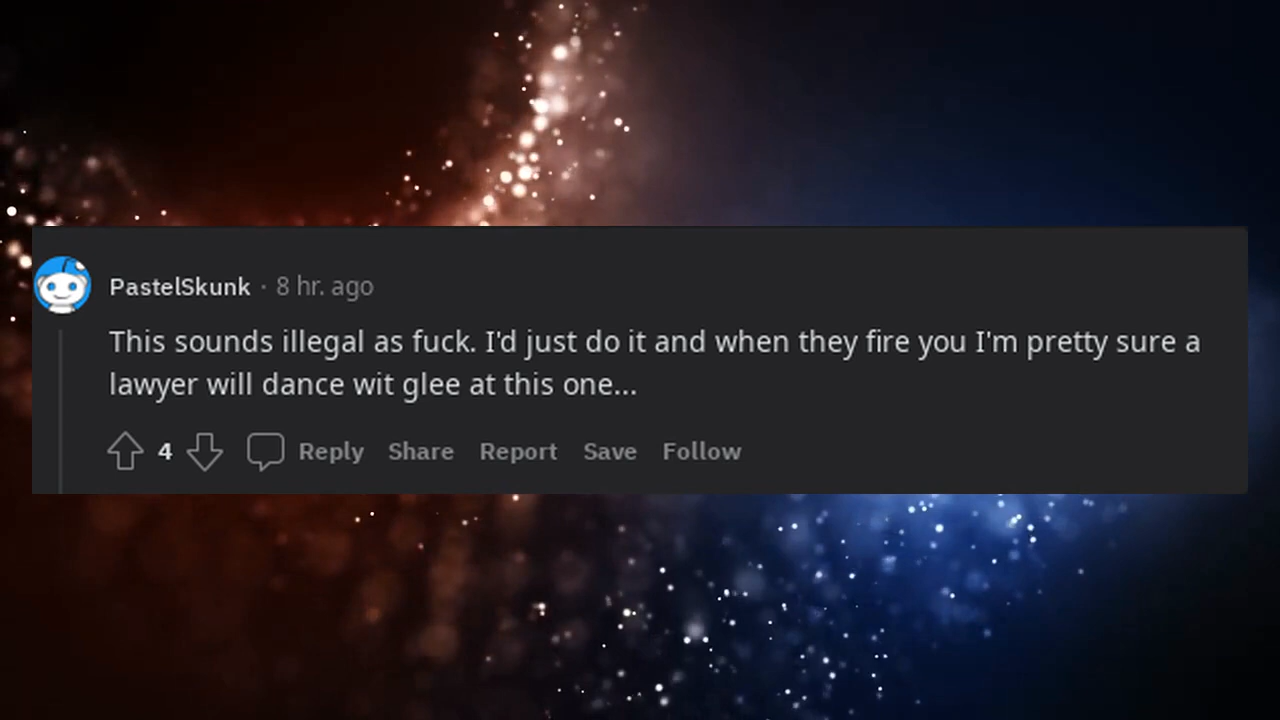 PastelSkunk · 8 hr. ago
This sounds illegal as fuck. I'd just do it and when they fire you I'm pretty sure a
lawyer will dance wit glee at this one...
4 Reply Share Report Save Follow